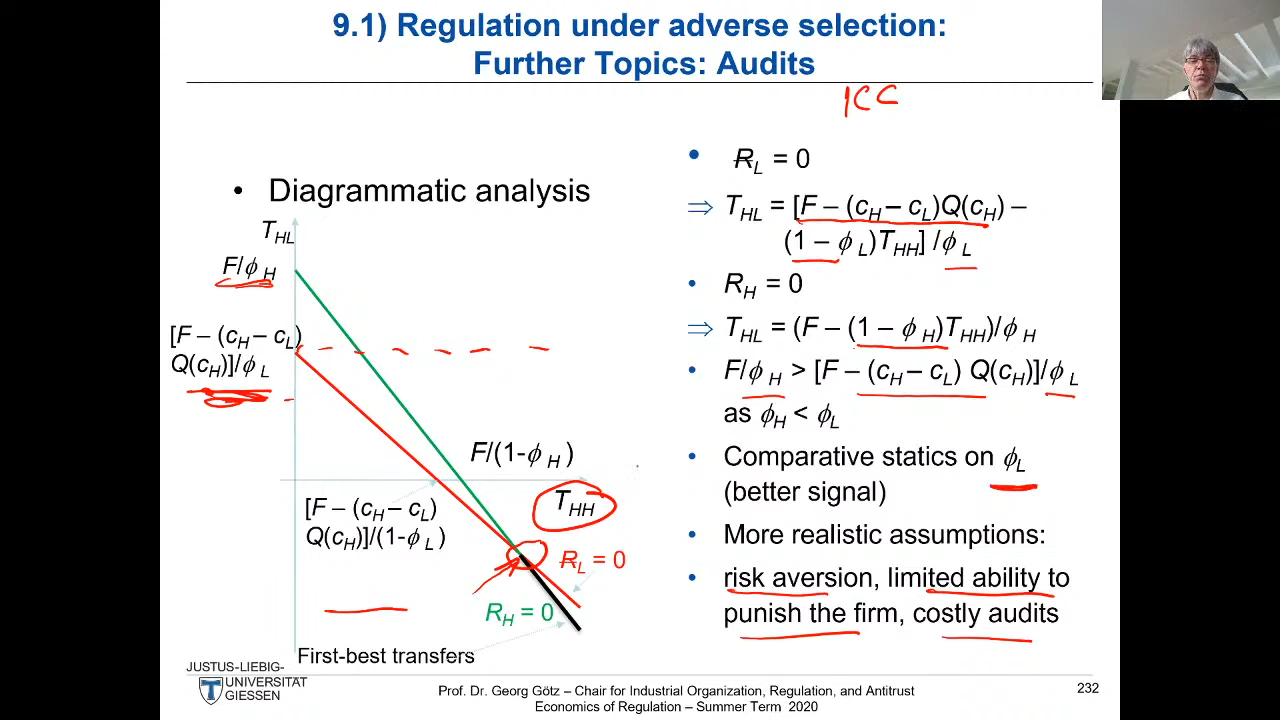 9.1) Regulation under adverse selection:
Further Topics: Audits
ICC
• Diagrammatic analysis
T_HL
F/ϕ_H
[F – (c_H – c_L)
Q(c_H)]/ϕ_L
F/(1-ϕ_H)
[F – (c_H – c_L)
Q(c_H)]/(1-ϕ_L)
T_HH
R_L = 0
R_H = 0
First-best transfers
• R_L = 0
⇒ T_HL = [F – (c_H – c_L)Q(c_H) –
(1 – ϕ_L)T_HH] /ϕ_L
• R_H = 0
⇒ T_HL = (F – (1 – ϕ_H)T_HH)/ϕ_H
• F/ϕ_H > [F – (c_H – c_L) Q(c_H)]/ϕ_L
as ϕ_H < ϕ_L
• Comparative statics on ϕ_L
(better signal)
• More realistic assumptions:
• risk aversion, limited ability to
punish the firm, costly audits
JUSTUS-LIEBIG-
UNIVERSITÄT
GIESSEN
Prof. Dr. Georg Götz – Chair for Industrial Organization, Regulation, and Antitrust
Economics of Regulation – Summer Term 2020
232